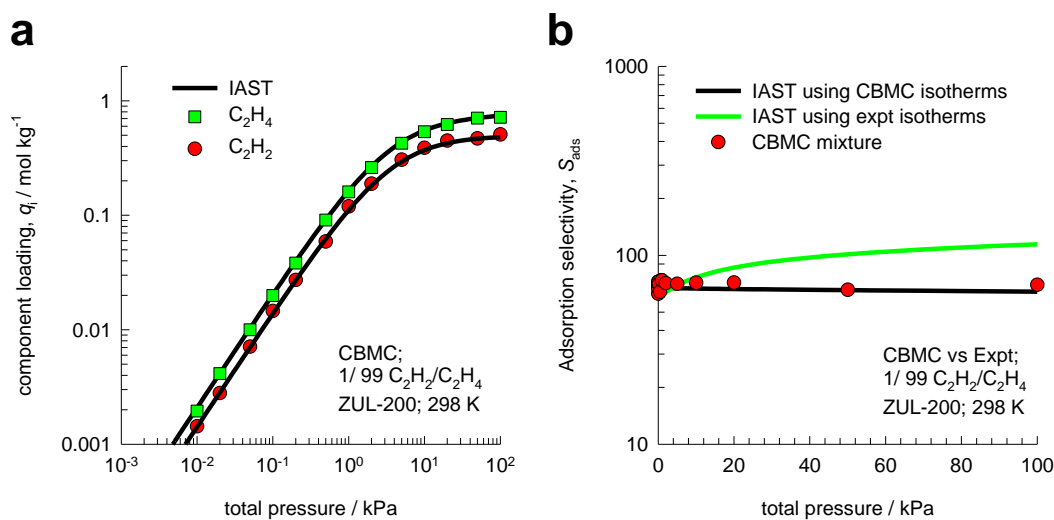 a
component loading, qᵢ / mol kg⁻¹
1
0.1
0.01
0.001
IAST
C₂H₄
C₂H₂
CBMC;
1/ 99 C₂H₂/C₂H₄
ZUL-200; 298 K
10⁻³
10⁻²
10⁻¹
10⁰
10¹
10²
total pressure / kPa
b
Adsorption selectivity, S_ads
1000
100
10
IAST using CBMC isotherms
IAST using expt isotherms
CBMC mixture
CBMC vs Expt;
1/ 99 C₂H₂/C₂H₄
ZUL-200; 298 K
0
20
40
60
80
100
total pressure / kPa